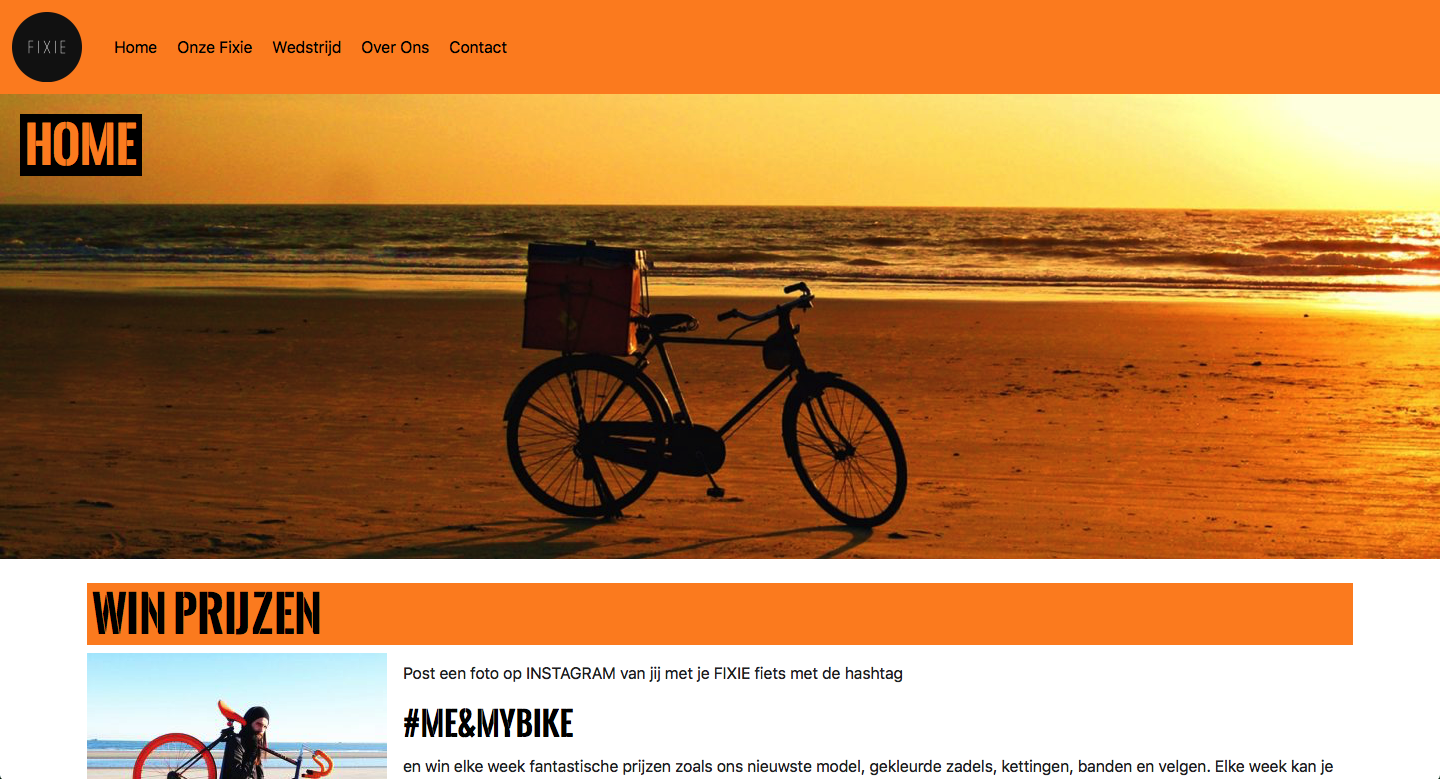 FIXIE
Home Onze Fixie Wedstrijd Over Ons Contact
HOME
WIN PRIJZEN
Post een foto op INSTAGRAM van jij met je FIXIE fiets met de hashtag
#ME&MYBIKE
en win elke week fantastische prijzen zoals ons nieuwste model, gekleurde zadels, kettingen, banden en velgen. Elke week kan je